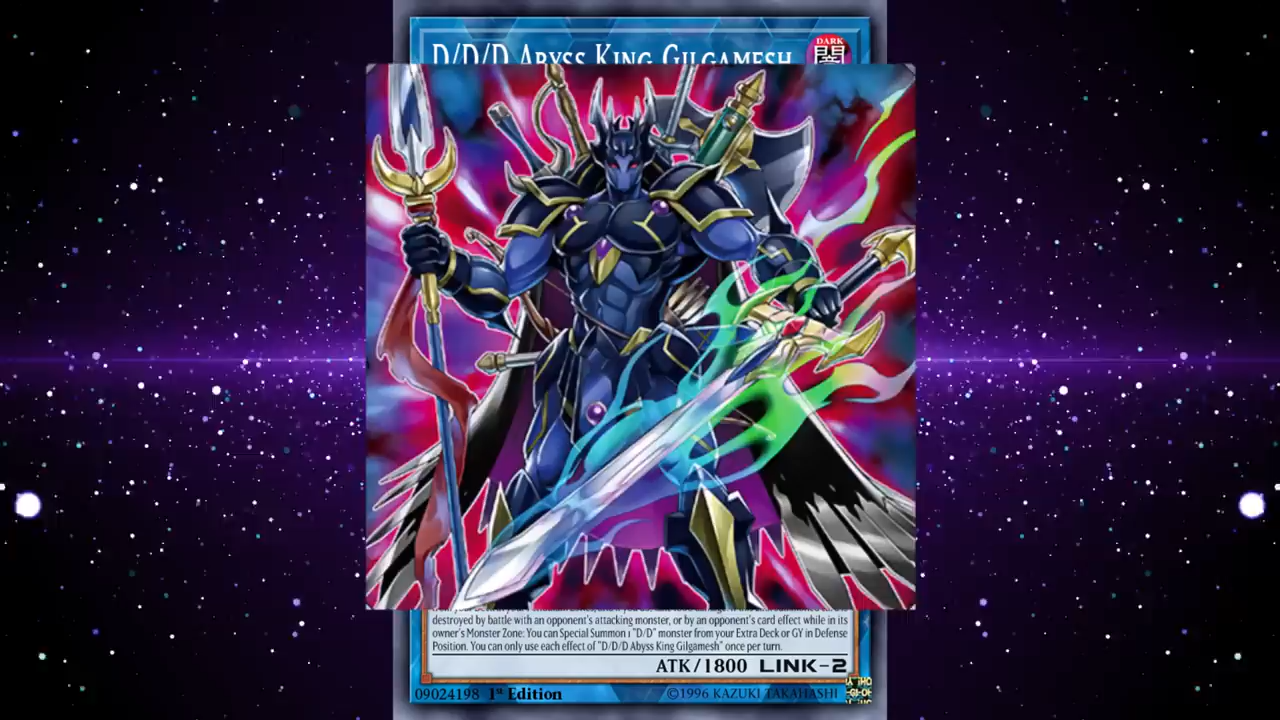 D/D/D Abyss King Gilgamesh
DARK
闇
destroyed by battle with an opponent's attacking monster, or by an opponent's card effect while in its
owner's Monster Zone: You can Special Summon 1 "D/D" monster from your Extra Deck or GY in Defense
Position. You can only use each effect of "D/D/D Abyss King Gilgamesh" once per turn.
ATK/1800 LINK-2
09024198 1st Edition ©1996 KAZUKI TAKAHASHI